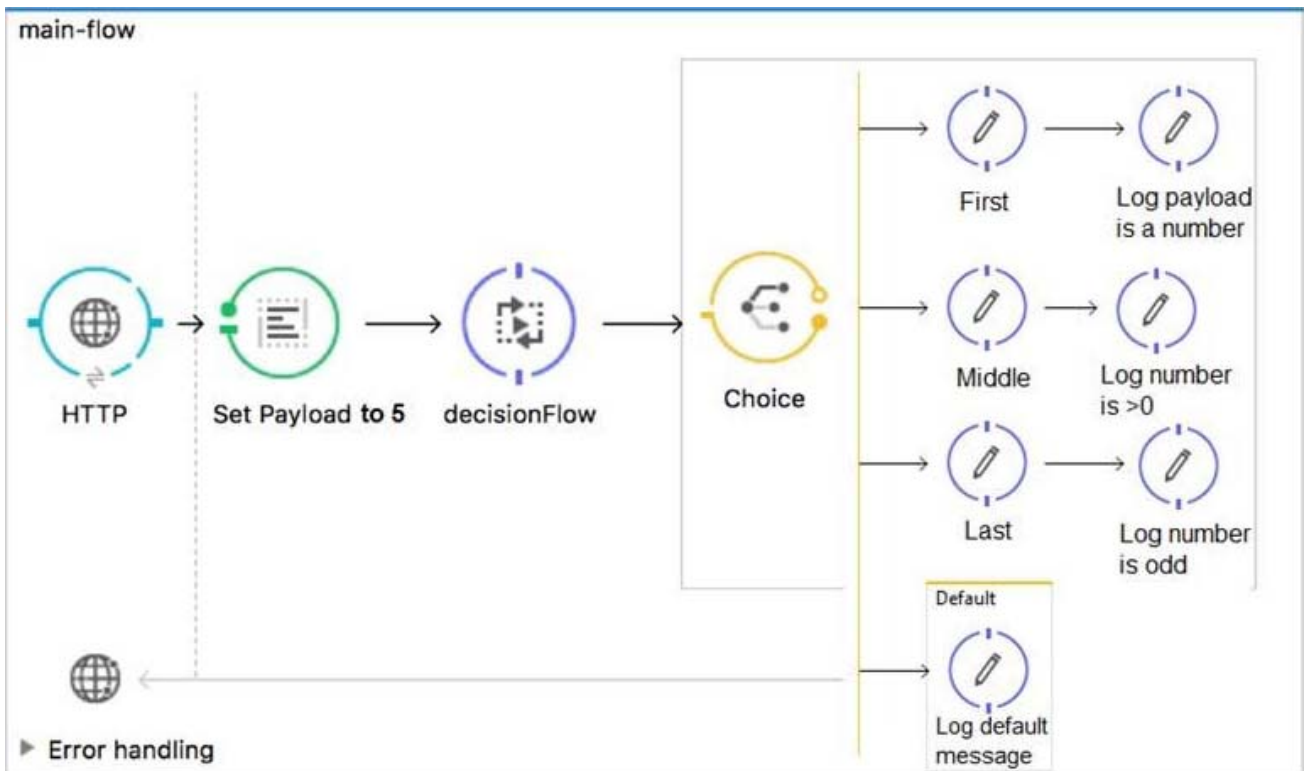 main-flow
HTTP
Set Payload to 5
decisionFlow
Choice
First
Log payload
is a number
Middle
Log number
is >0
Last
Log number
is odd
Default
Log default
message
Error handling